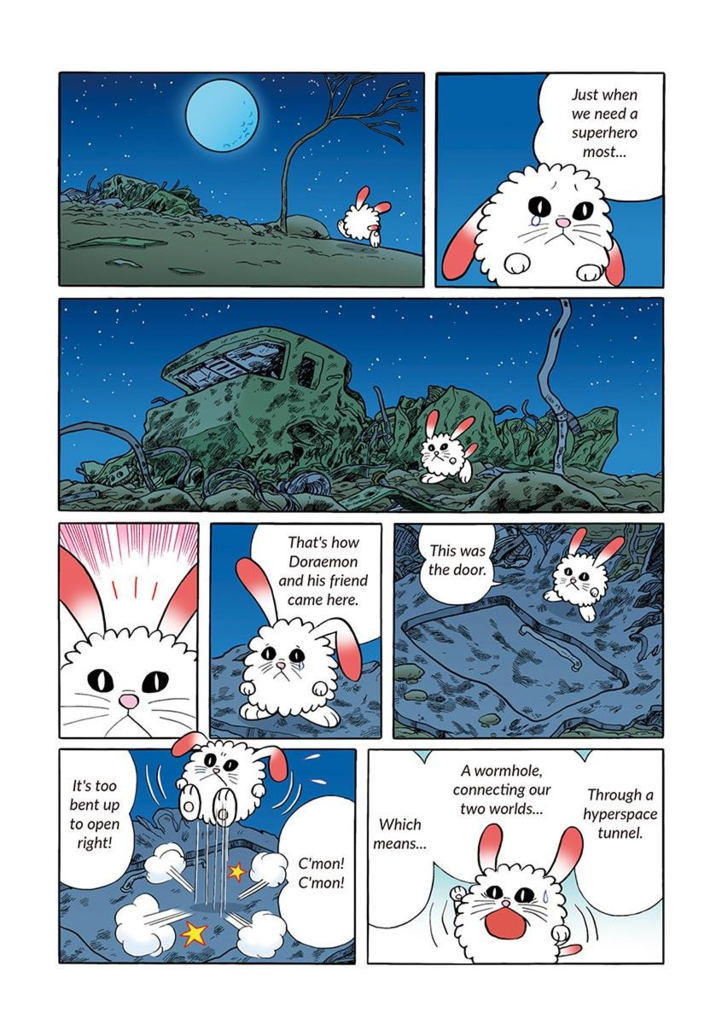 Just when
we need a
superhero
most...
That's how
Doraemon
and his friend
came here.
This was
the door.
It's too
bent up
to open
right!
C'mon!
C'mon!
Which
means...
A wormhole,
connecting our
two worlds...
Through a
hyperspace
tunnel.